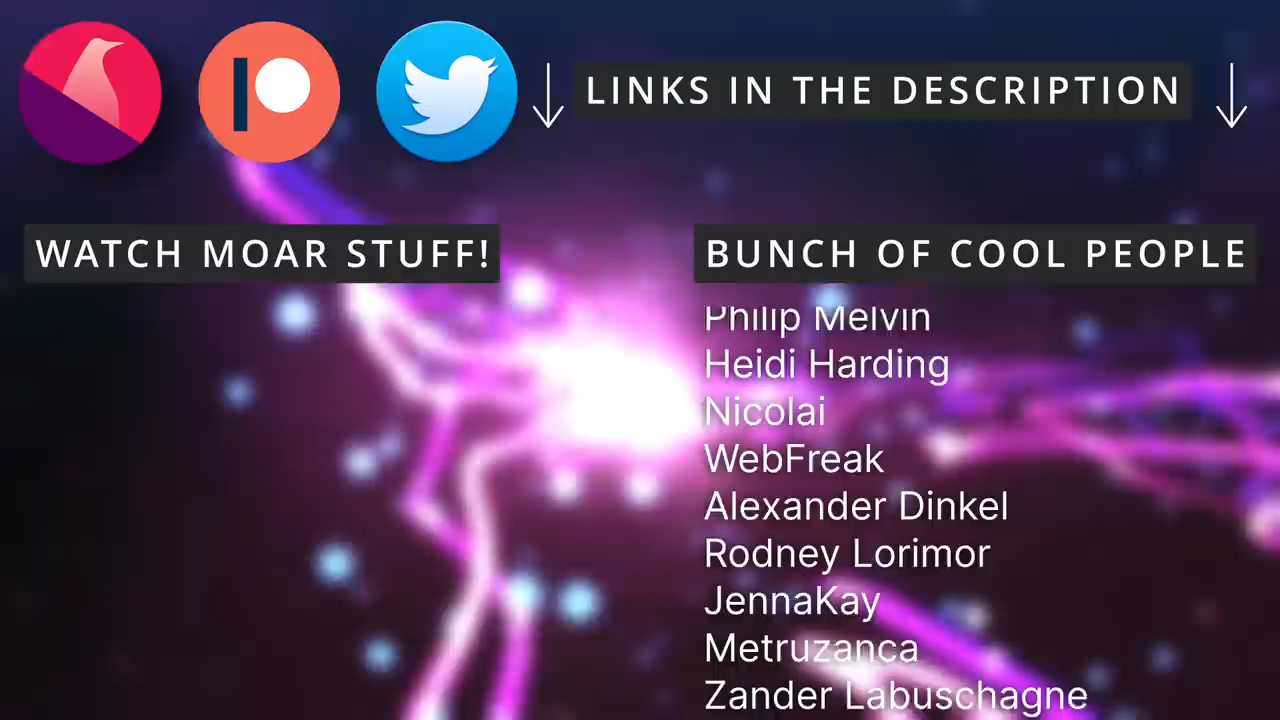 LINKS IN THE DESCRIPTION
WATCH MOAR STUFF!
BUNCH OF COOL PEOPLE
Philip Melvin
Heidi Harding
Nicolai
WebFreak
Alexander Dinkel
Rodney Lorimor
JennaKay
Metruzanca
Zander Labuschagne